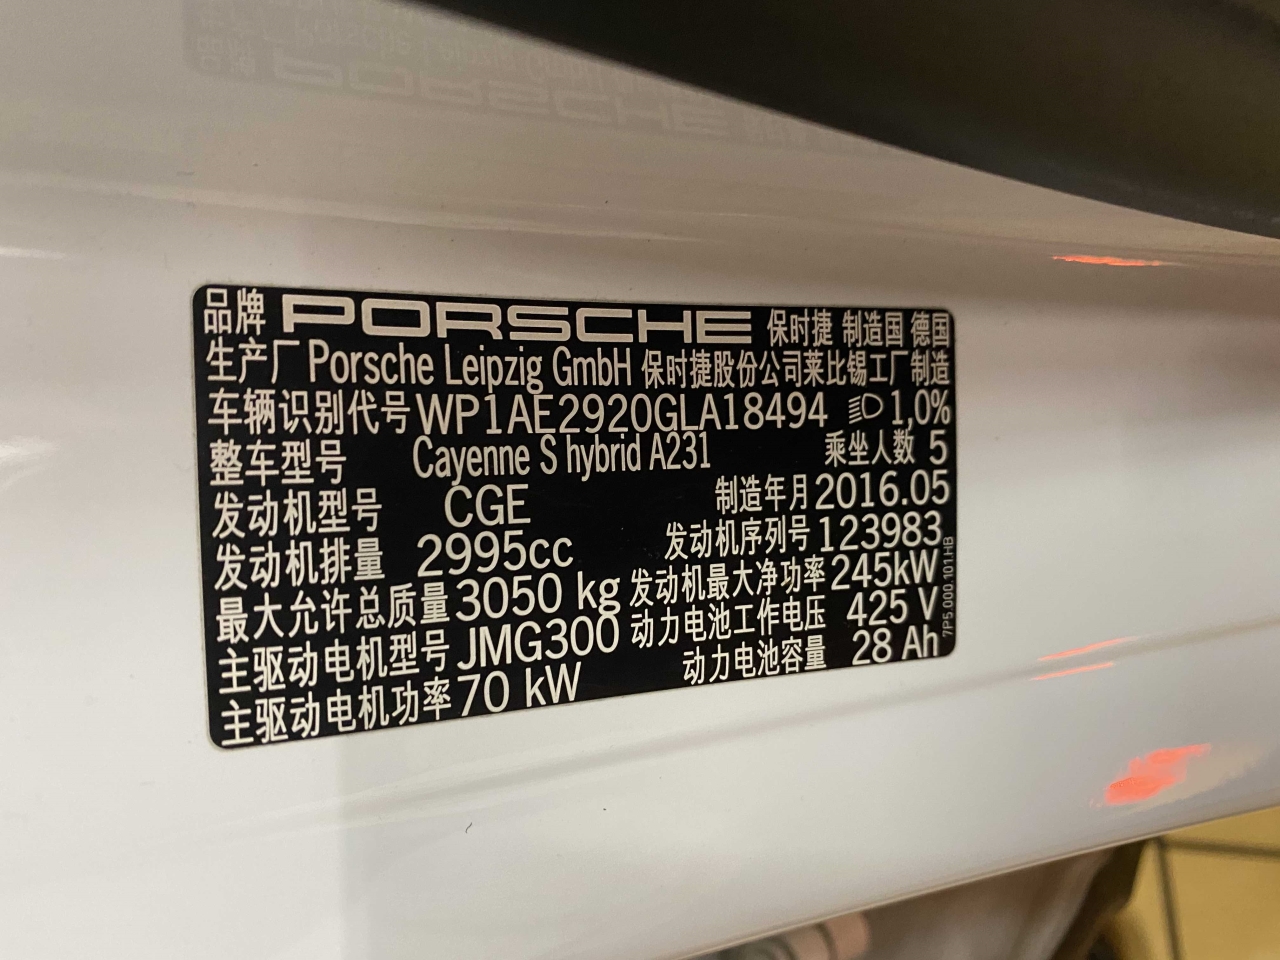 品牌 PORSCHE 保时捷 制造国 德国
生产厂 Porsche Leipzig GmbH 保时捷股份公司莱比锡工厂制造
车辆识别代号 WP1AE2920GLA18494 1,0%
整车型号 Cayenne S hybrid A231 乘坐人数 5
发动机型号 CGE 制造年月 2016.05
发动机排量 2995cc 发动机序列号 123983
最大允许总质量 3050 kg 发动机最大净功率 245kW
主驱动电机型号 JMG300 动力电池工作电压 425 V
主驱动电机功率 70 kW 动力电池容量 28 Ah
7P5.000.101.HB